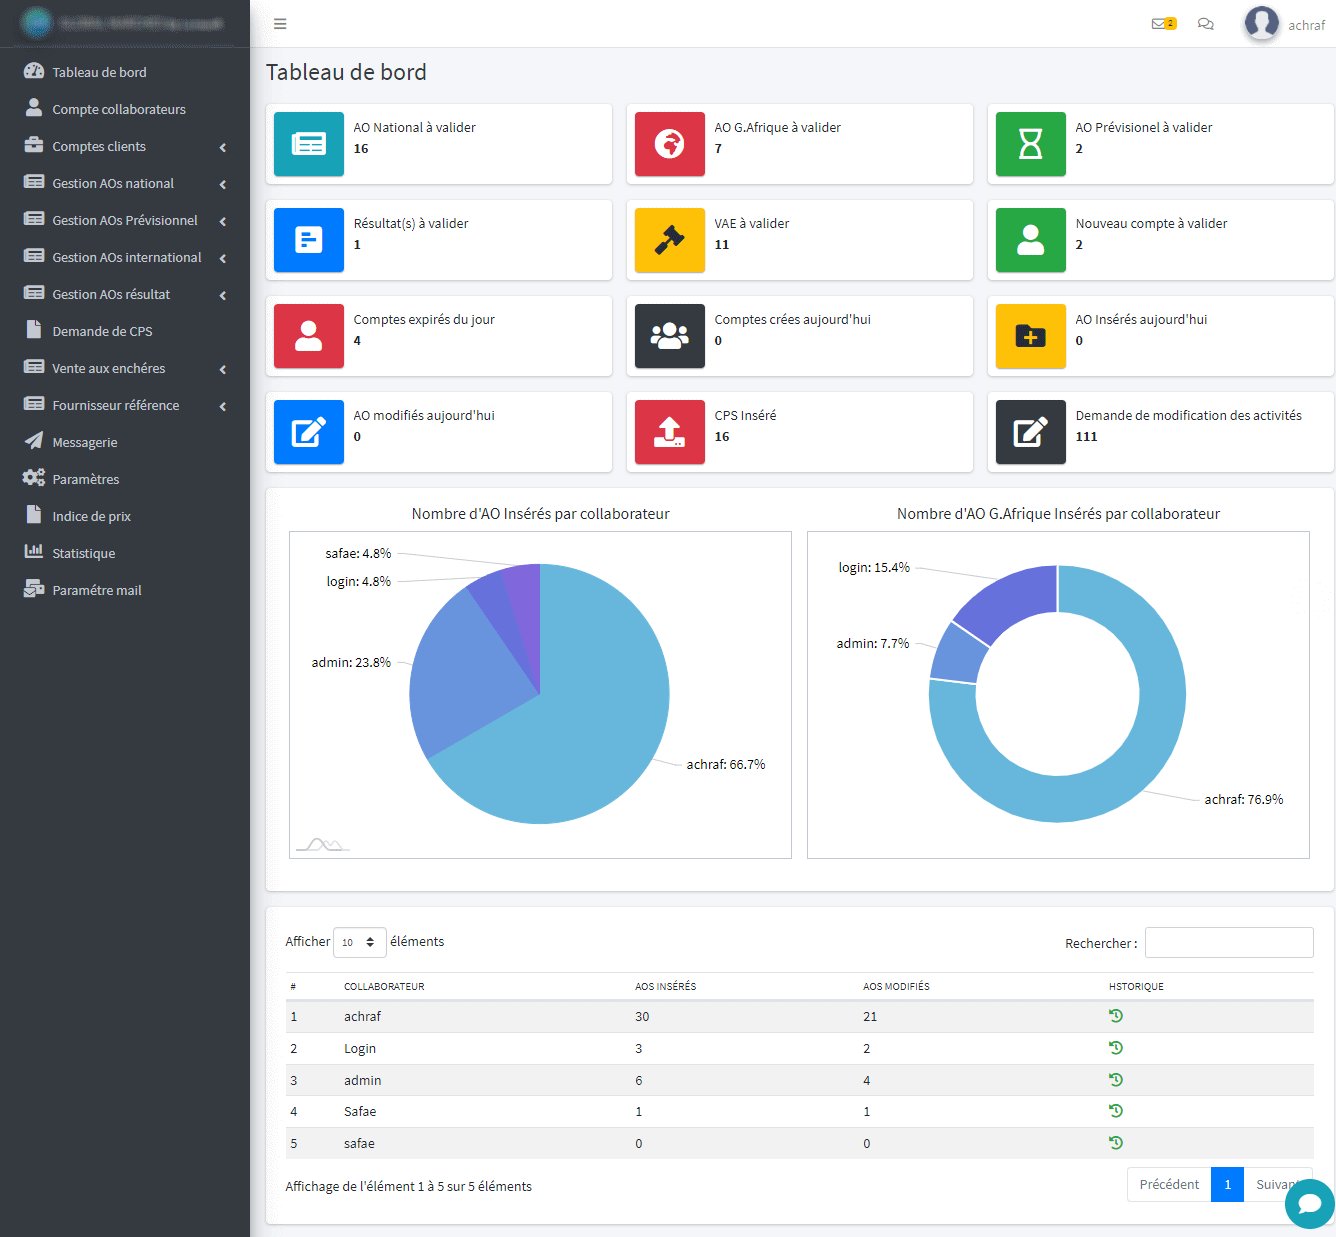 2
achraf
Tableau de bord
Compte collaborateurs
Comptes clients
Gestion AOs national
Gestion AOs Prévisionnel
Gestion AOs international
Gestion AOs résultat
Demande de CPS
Vente aux enchéres
Fournisseur référence
Messagerie
Paramètres
Indice de prix
Statistique
Paramétre mail
Tableau de bord
AO National à valider
16
AO G.Afrique à valider
7
AO Prévisionel à valider
2
Résultat(s) à valider
1
VAE à valider
11
Nouveau compte à valider
2
Comptes expirés du jour
4
Comptes crées aujourd'hui
0
AO Insérés aujourd'hui
0
AO modifiés aujourd'hui
0
CPS Inséré
16
Demande de modification des activités
111
Nombre d'AO Insérés par collaborateur
safae: 4.8%
login: 4.8%
admin: 23.8%
achraf: 66.7%
Nombre d'AO G.Afrique Insérés par collaborateur
login: 15.4%
admin: 7.7%
achraf: 76.9%
Afficher 10 éléments
Rechercher :
# COLLABORATEUR AOS INSÉRÉS AOS MODIFIÉS HSTORIQUE
1 achraf 30 21
2 Login 3 2
3 admin 6 4
4 Safae 1 1
5 safae 0 0
Affichage de l'élément 1 à 5 sur 5 éléments
Précédent 1 Suivant